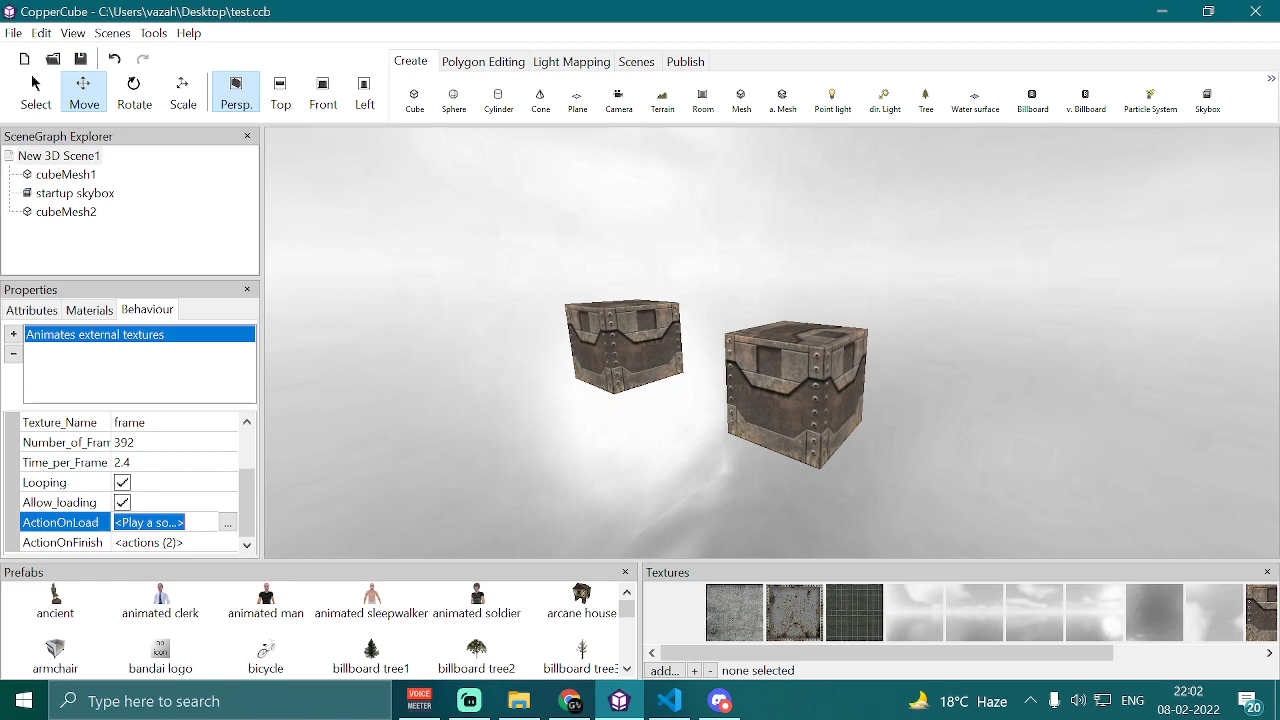 CopperCube - C:\Users\vazah\Desktop\test.ccb
File Edit View Scenes Tools Help
Create Polygon Editing Light Mapping Scenes Publish
Select Move Rotate Scale Persp. Top Front Left
Cube Sphere Cylinder Cone Plane Camera Terrain Room Mesh a. Mesh Point light dir. Light Tree Water surface Billboard v. Billboard Particle System Skybox
SceneGraph Explorer
New 3D Scene1
cubeMesh1
startup skybox
cubeMesh2
Properties
Attributes Materials Behaviour
Animates external textures
Texture_Name frame
Number_of_Fram 392
Time_per_Frame 2.4
Looping
Allow_loading
ActionOnLoad <Play a so...> ...
ActionOnFinish <actions (2)>
Prefabs
ancient animated clerk animated man animated sleepwalker animated soldier arcane house
no icon
armchair bandai logo bicycle billboard tree1 billboard tree2 billboard tree3
Textures
add... + - none selected
Type here to search
VOICE MEETER
GV
18°C Haze
ENG
22:02
08-02-2022
20